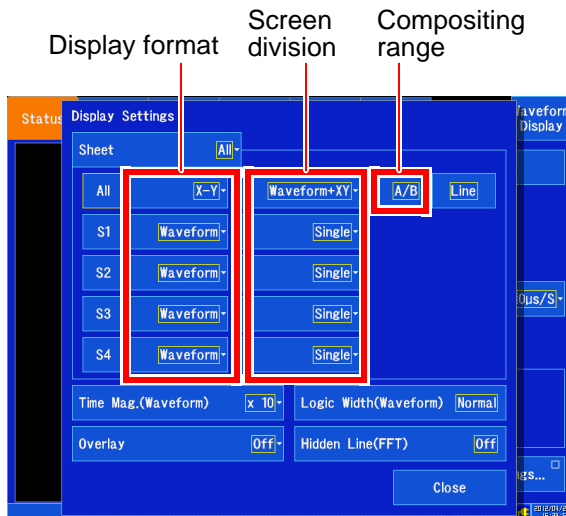 Display format
Screen division
Compositing range
Status
Waveform Display
Display Settings
Sheet All
All X-Y Waveform+XY A/B Line
S1 Waveform Single
S2 Waveform Single
S3 Waveform Single
S4 Waveform Single
0µs/S
Time Mag.(Waveform) x 10 Logic Width(Waveform) Normal
Overlay Off Hidden Line(FFT) Off
Close
gs...